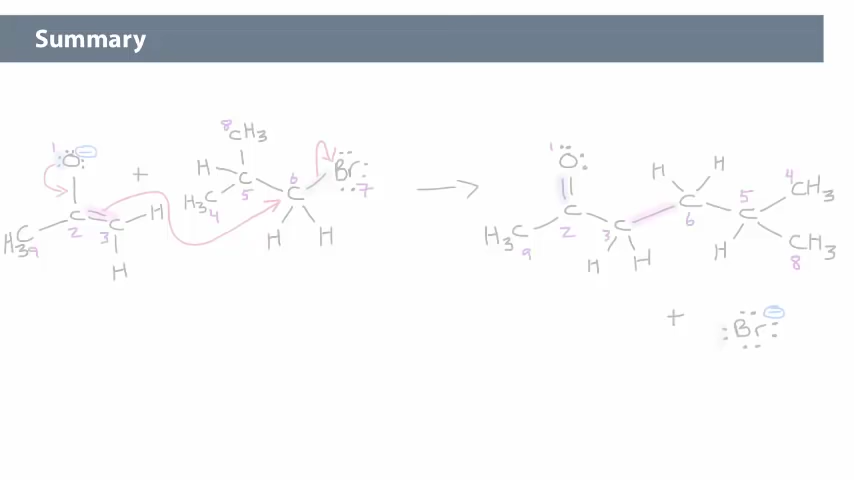 Summary
8
CH3
1 O ⊖ + H C 6 Br 7
H3C 4 5 C
C 2 3 C H
H3C 9
H H H
→
1 O H H 4
C 6 5 CH3
H3C 9 C 2 3 C C
H H H CH3 8
+ Br ⊖